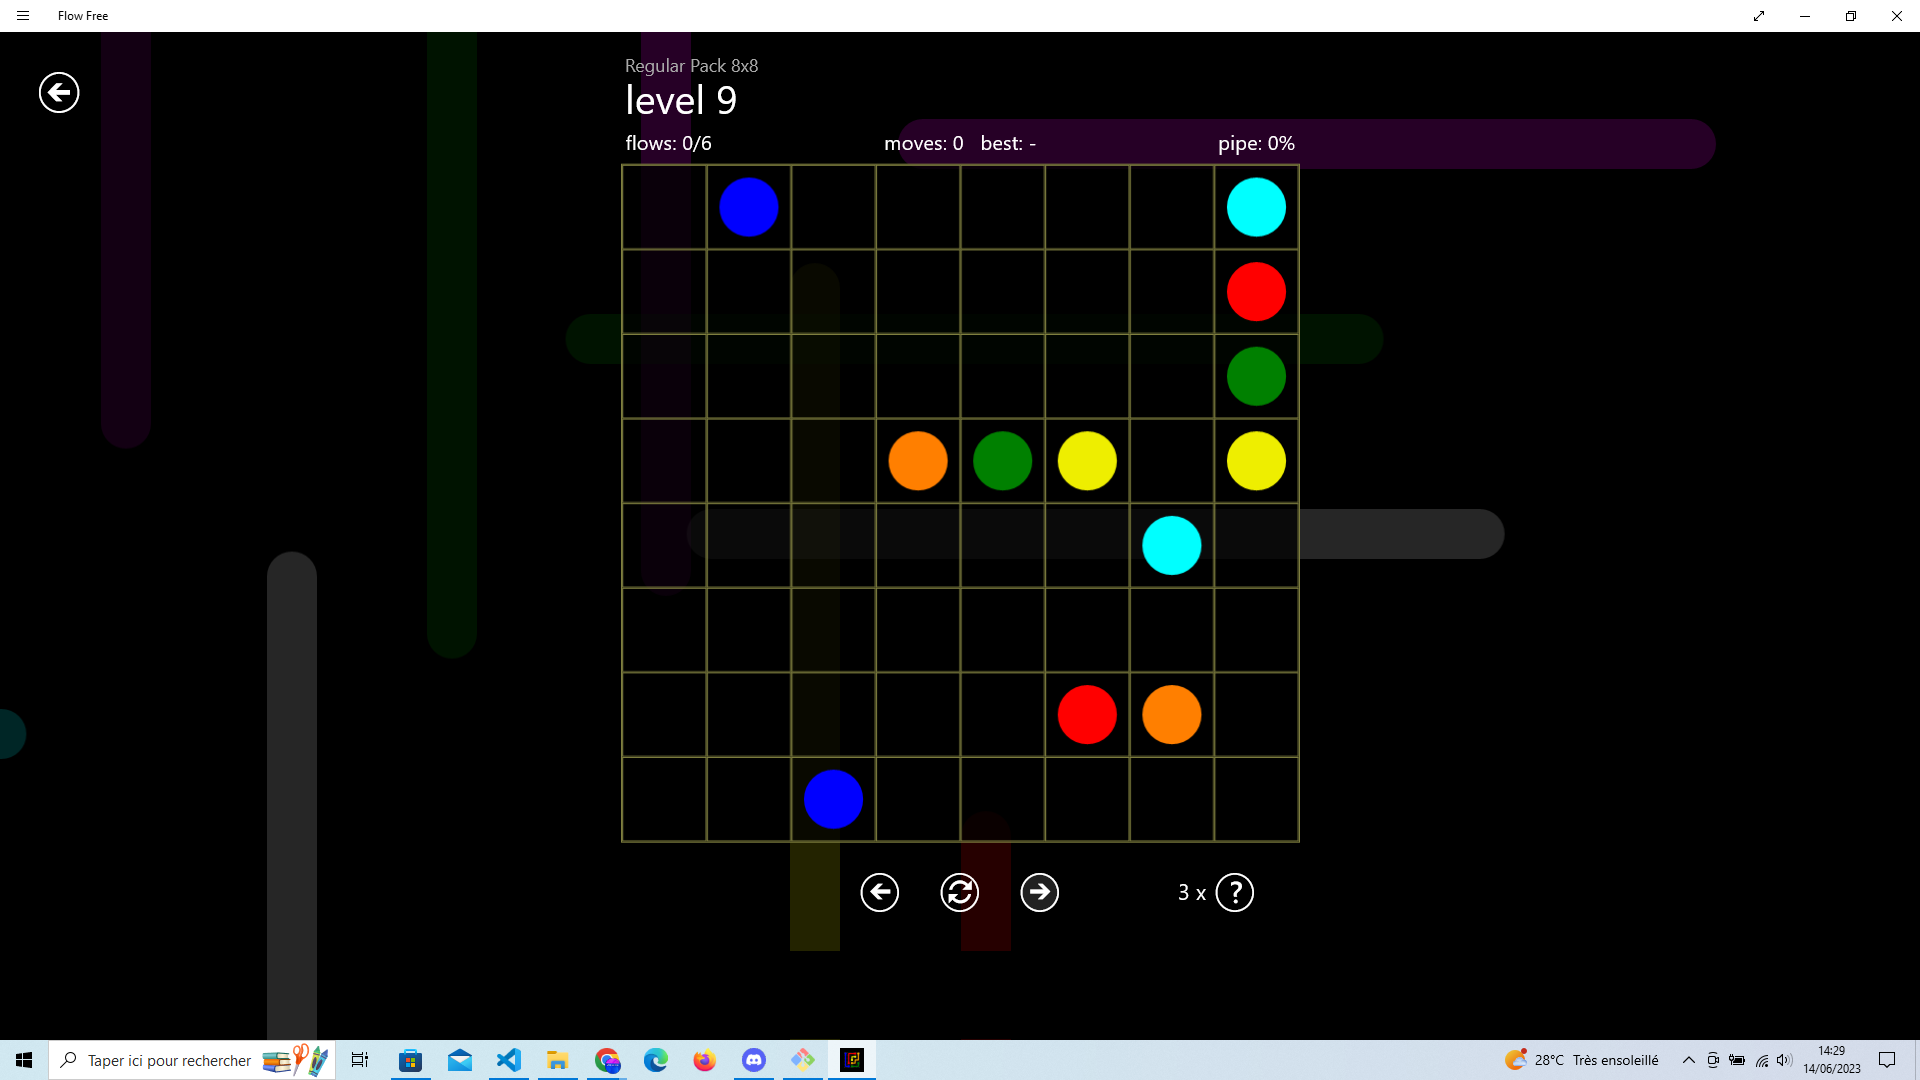 Flow Free
Regular Pack 8x8
level 9
flows: 0/6 moves: 0 best: - pipe: 0%
3 x ?
Taper ici pour rechercher
28°C Très ensoleillé
14:29
14/06/2023